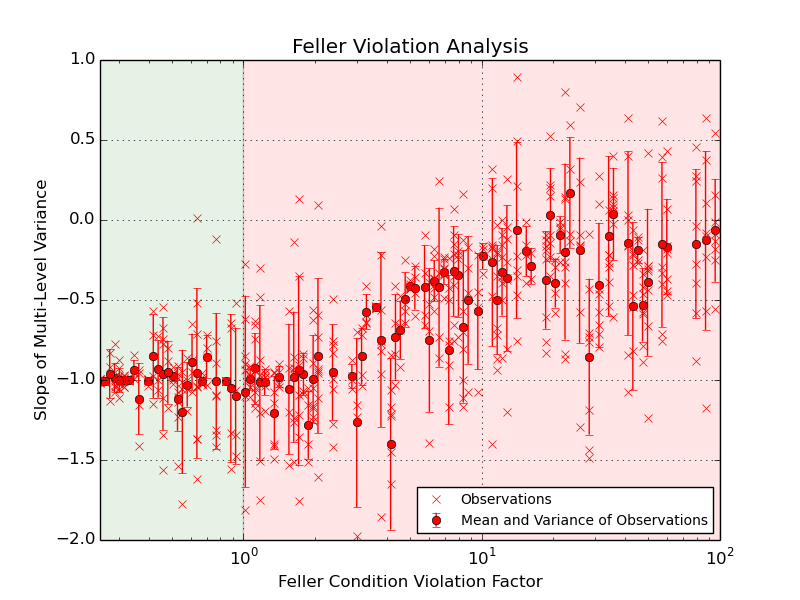 Feller Violation Analysis
1.0
0.5
0.0
−0.5
−1.0
−1.5
−2.0
Slope of Multi-Level Variance
Observations
Mean and Variance of Observations
10^0
10^1
10^2
Feller Condition Violation Factor